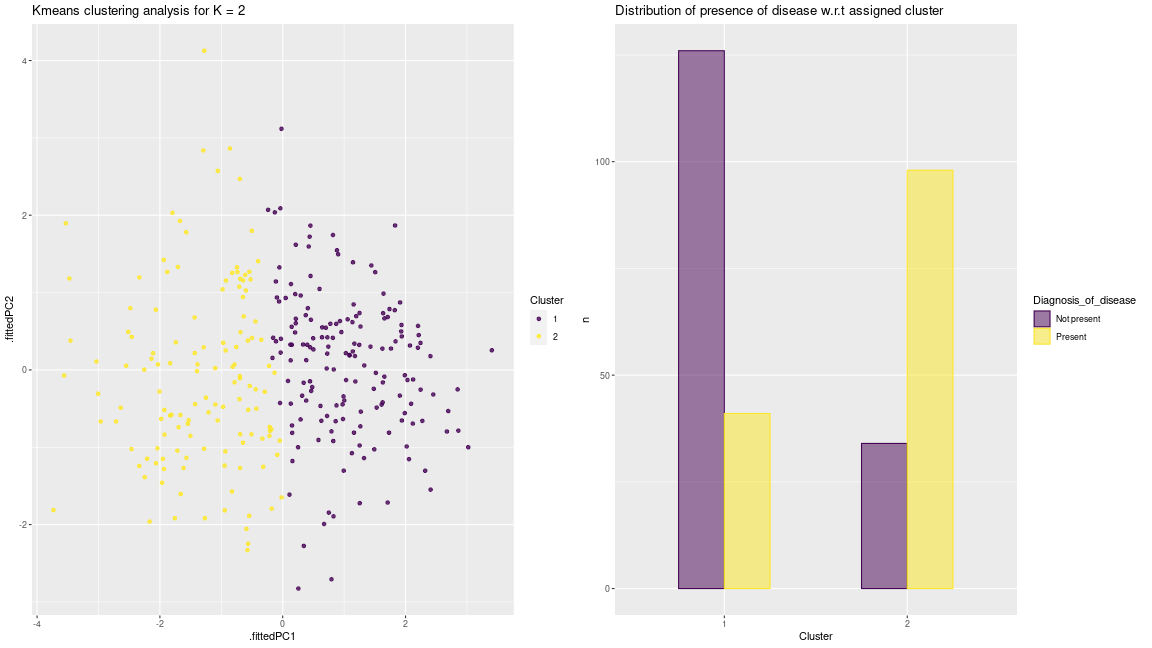 Kmeans clustering analysis for K = 2
4
2
0
-2
-4
-2
0
2
.fittedPC1
.fittedPC2
Cluster
1
2
Distribution of presence of disease w.r.t assigned cluster
100
50
0
1
2
Cluster
n
Diagnosis_of_disease
Not present
Present